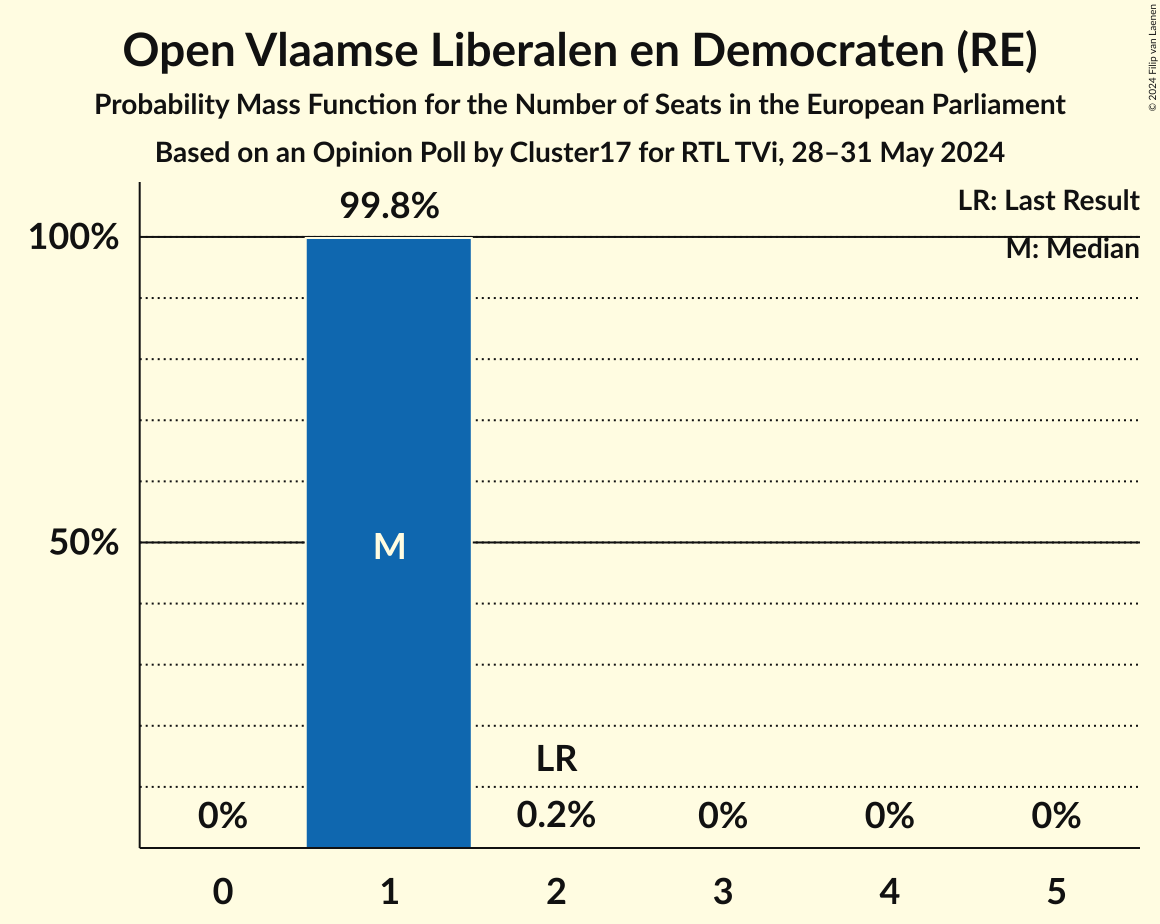 Open Vlaamse Liberalen en Democraten (RE)
Probability Mass Function for the Number of Seats in the European Parliament
Based on an Opinion Poll by Cluster17 for RTL TVi, 28–31 May 2024
© 2024 Filip van Laenen
LR: Last Result
M: Median
99.8%
100%
50%
M
LR
0%
0.2%
0%
0%
0%
0
1
2
3
4
5